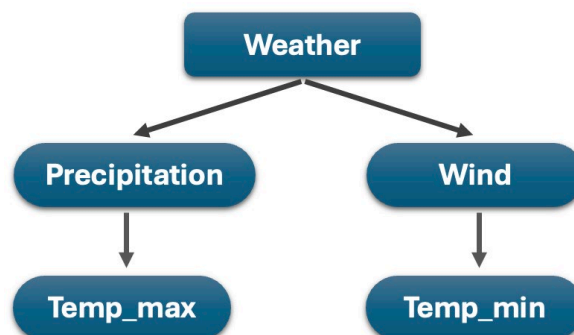 Weather
Precipitation
Wind
Temp_max
Temp_min